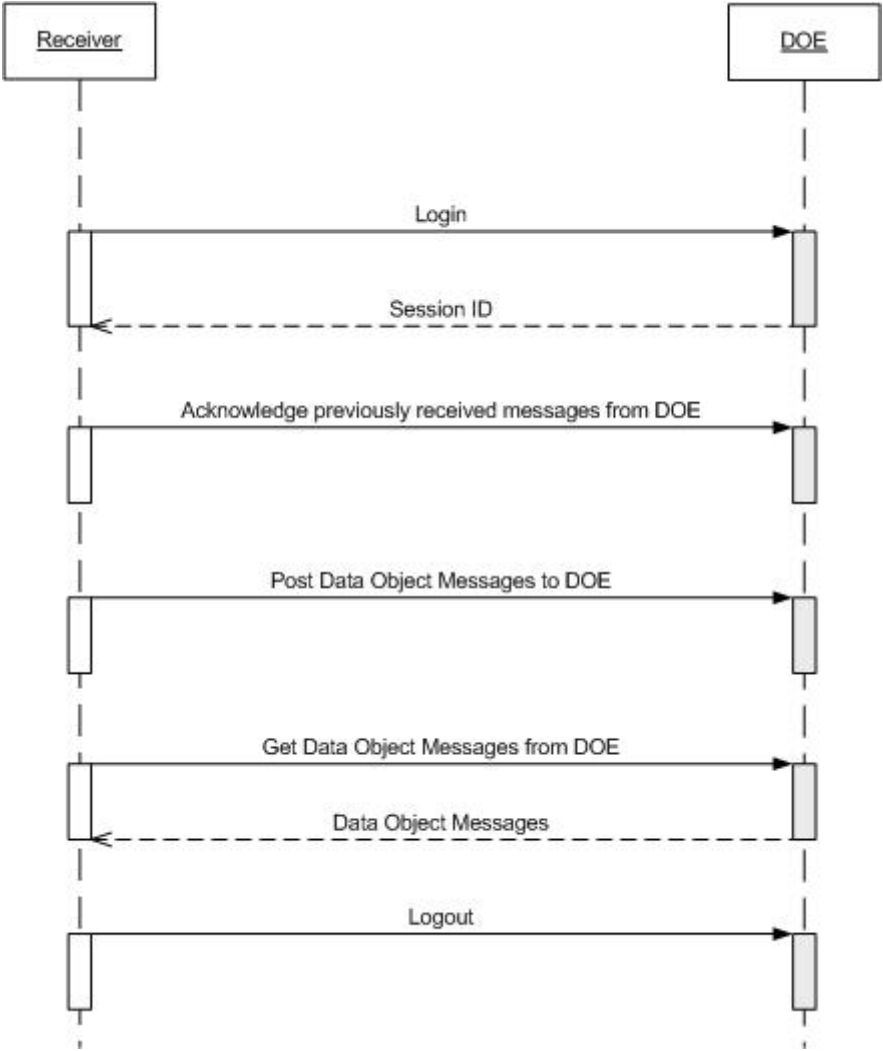 Receiver
DOE
Login
Session ID
Acknowledge previously received messages from DOE
Post Data Object Messages to DOE
Get Data Object Messages from DOE
Data Object Messages
Logout